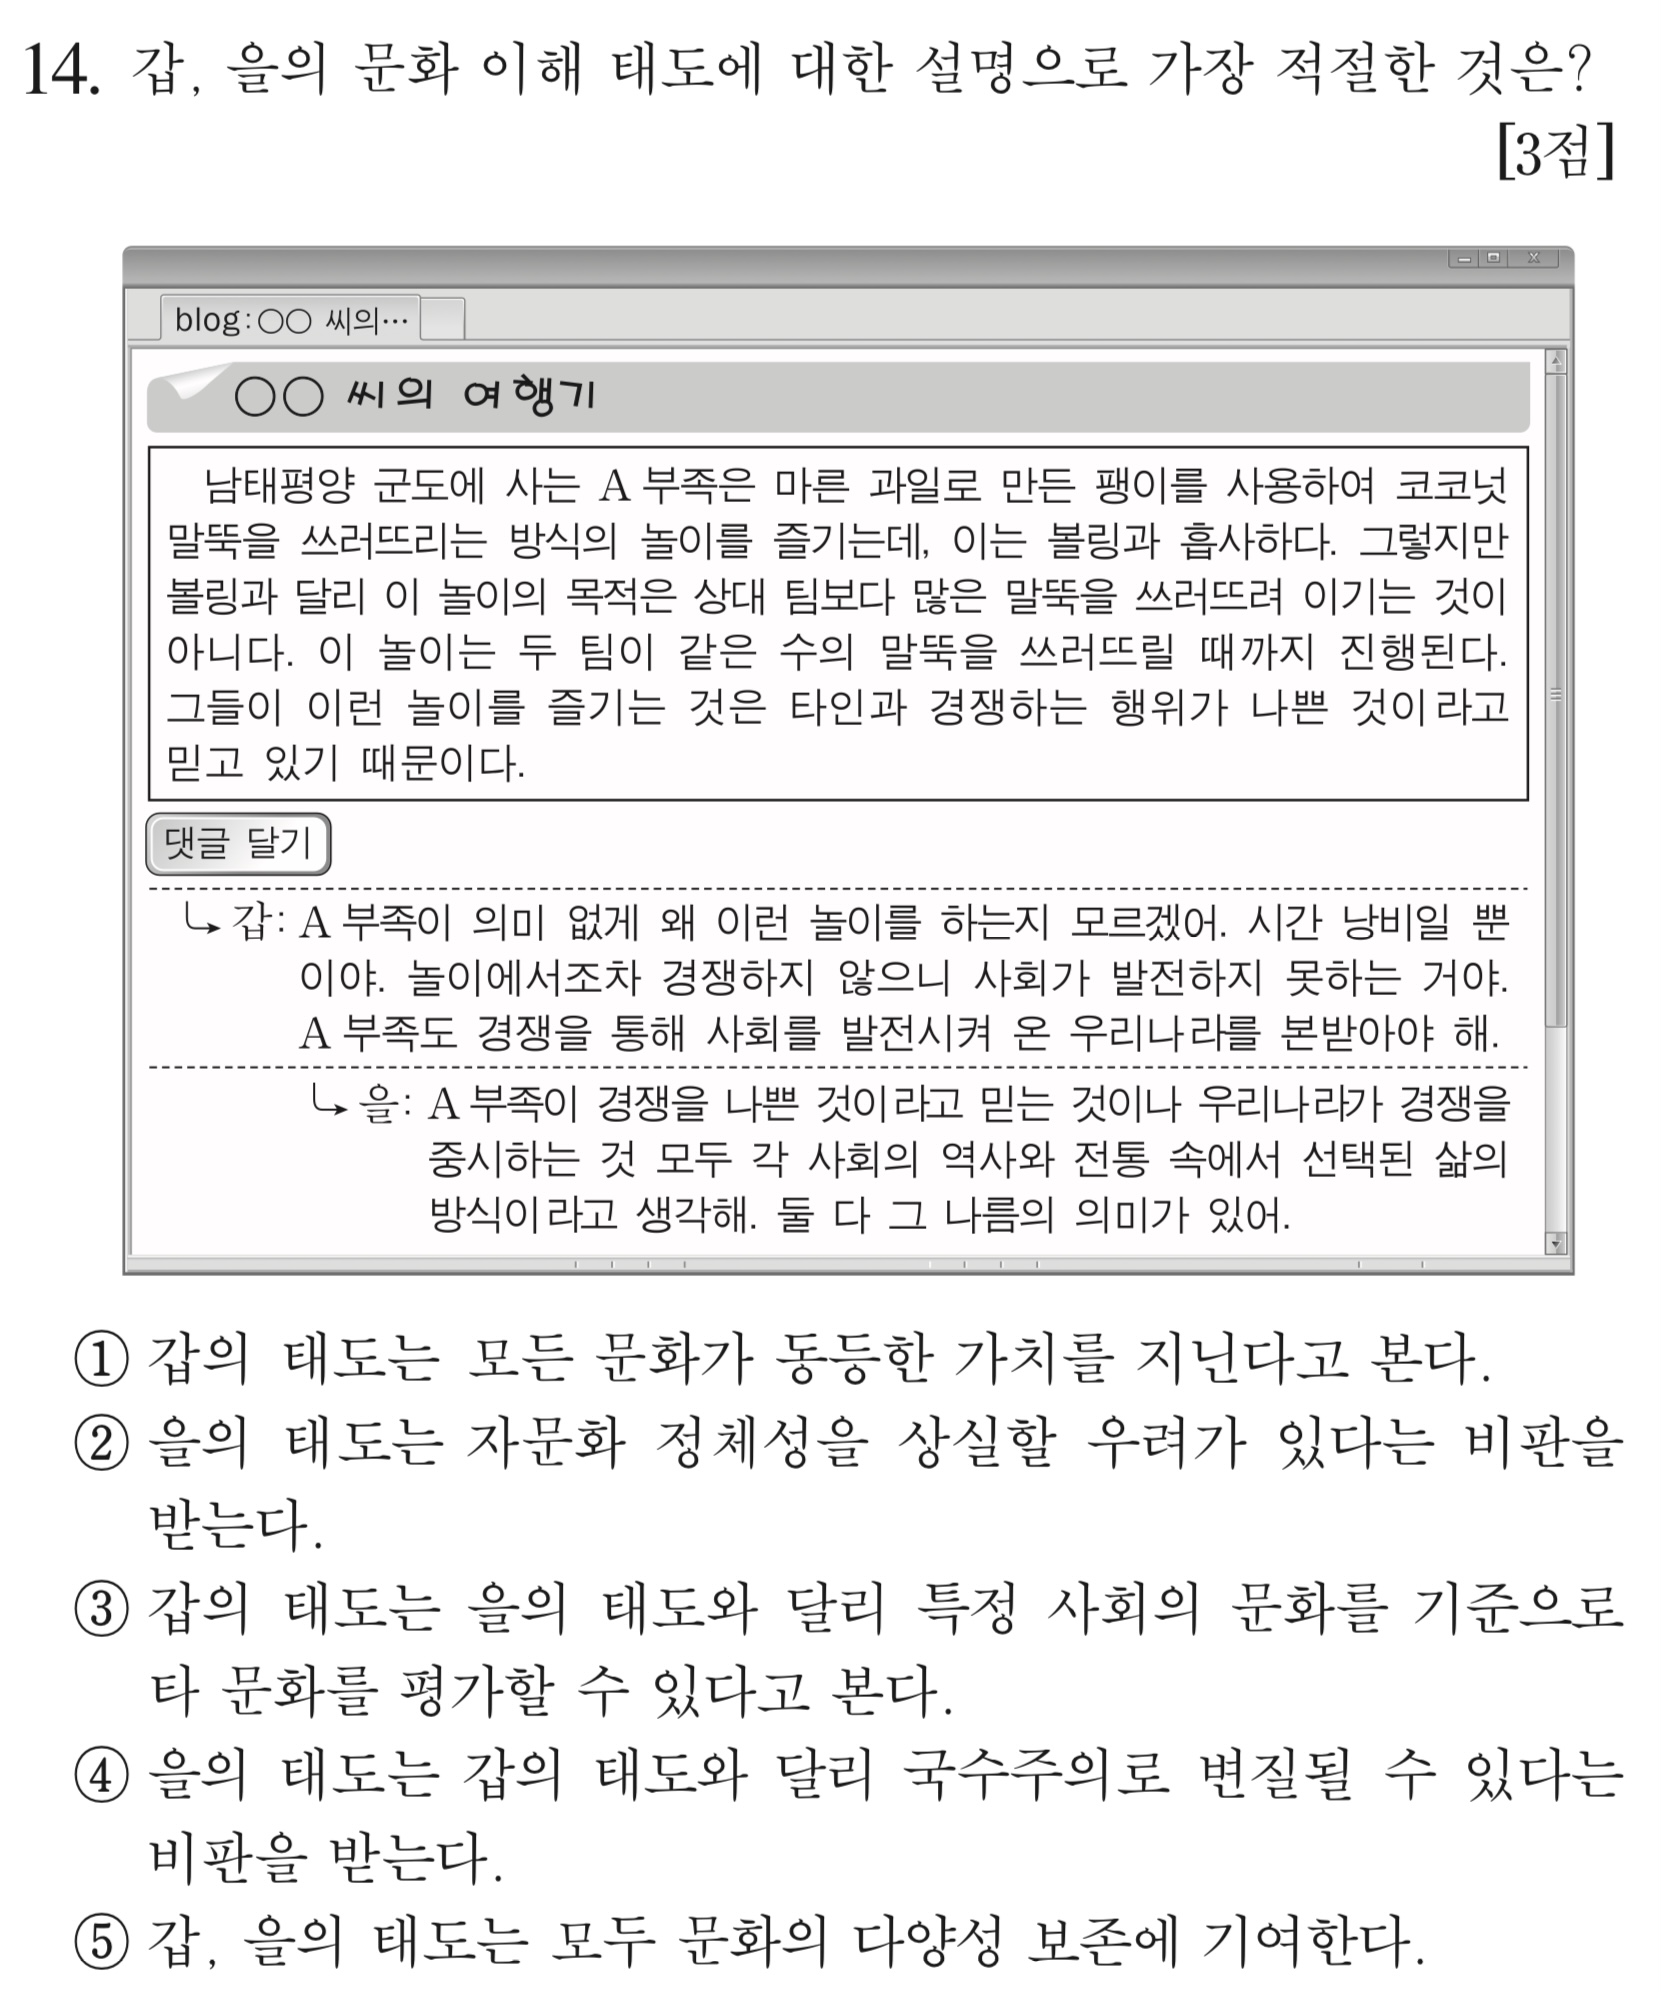 14. 갑, 을의 문화 이해 태도에 대한 설명으로 가장 적절한 것은?
[3점]
blog:○○ 씨의…
○○ 씨의 여행기
남태평양 군도에 사는 A 부족은 마른 과일로 만든 팽이를 사용하여 코코넛
말뚝을 쓰러뜨리는 방식의 놀이를 즐기는데, 이는 볼링과 흡사하다. 그렇지만
볼링과 달리 이 놀이의 목적은 상대 팀보다 많은 말뚝을 쓰러뜨려 이기는 것이
아니다. 이 놀이는 두 팀이 같은 수의 말뚝을 쓰러뜨릴 때까지 진행된다.
그들이 이런 놀이를 즐기는 것은 타인과 경쟁하는 행위가 나쁜 것이라고
믿고 있기 때문이다.
댓글 달기
갑: A 부족이 의미 없게 왜 이런 놀이를 하는지 모르겠어. 시간 낭비일 뿐
이야. 놀이에서조차 경쟁하지 않으니 사회가 발전하지 못하는 거야.
A 부족도 경쟁을 통해 사회를 발전시켜 온 우리나라를 본받아야 해.
을: A 부족이 경쟁을 나쁜 것이라고 믿는 것이나 우리나라가 경쟁을
중시하는 것 모두 각 사회의 역사와 전통 속에서 선택된 삶의
방식이라고 생각해. 둘 다 그 나름의 의미가 있어.
① 갑의 태도는 모든 문화가 동등한 가치를 지닌다고 본다.
② 을의 태도는 자문화 정체성을 상실할 우려가 있다는 비판을
받는다.
③ 갑의 태도는 을의 태도와 달리 특정 사회의 문화를 기준으로
타 문화를 평가할 수 있다고 본다.
④ 을의 태도는 갑의 태도와 달리 국수주의로 변질될 수 있다는
비판을 받는다.
⑤ 갑, 을의 태도는 모두 문화의 다양성 보존에 기여한다.